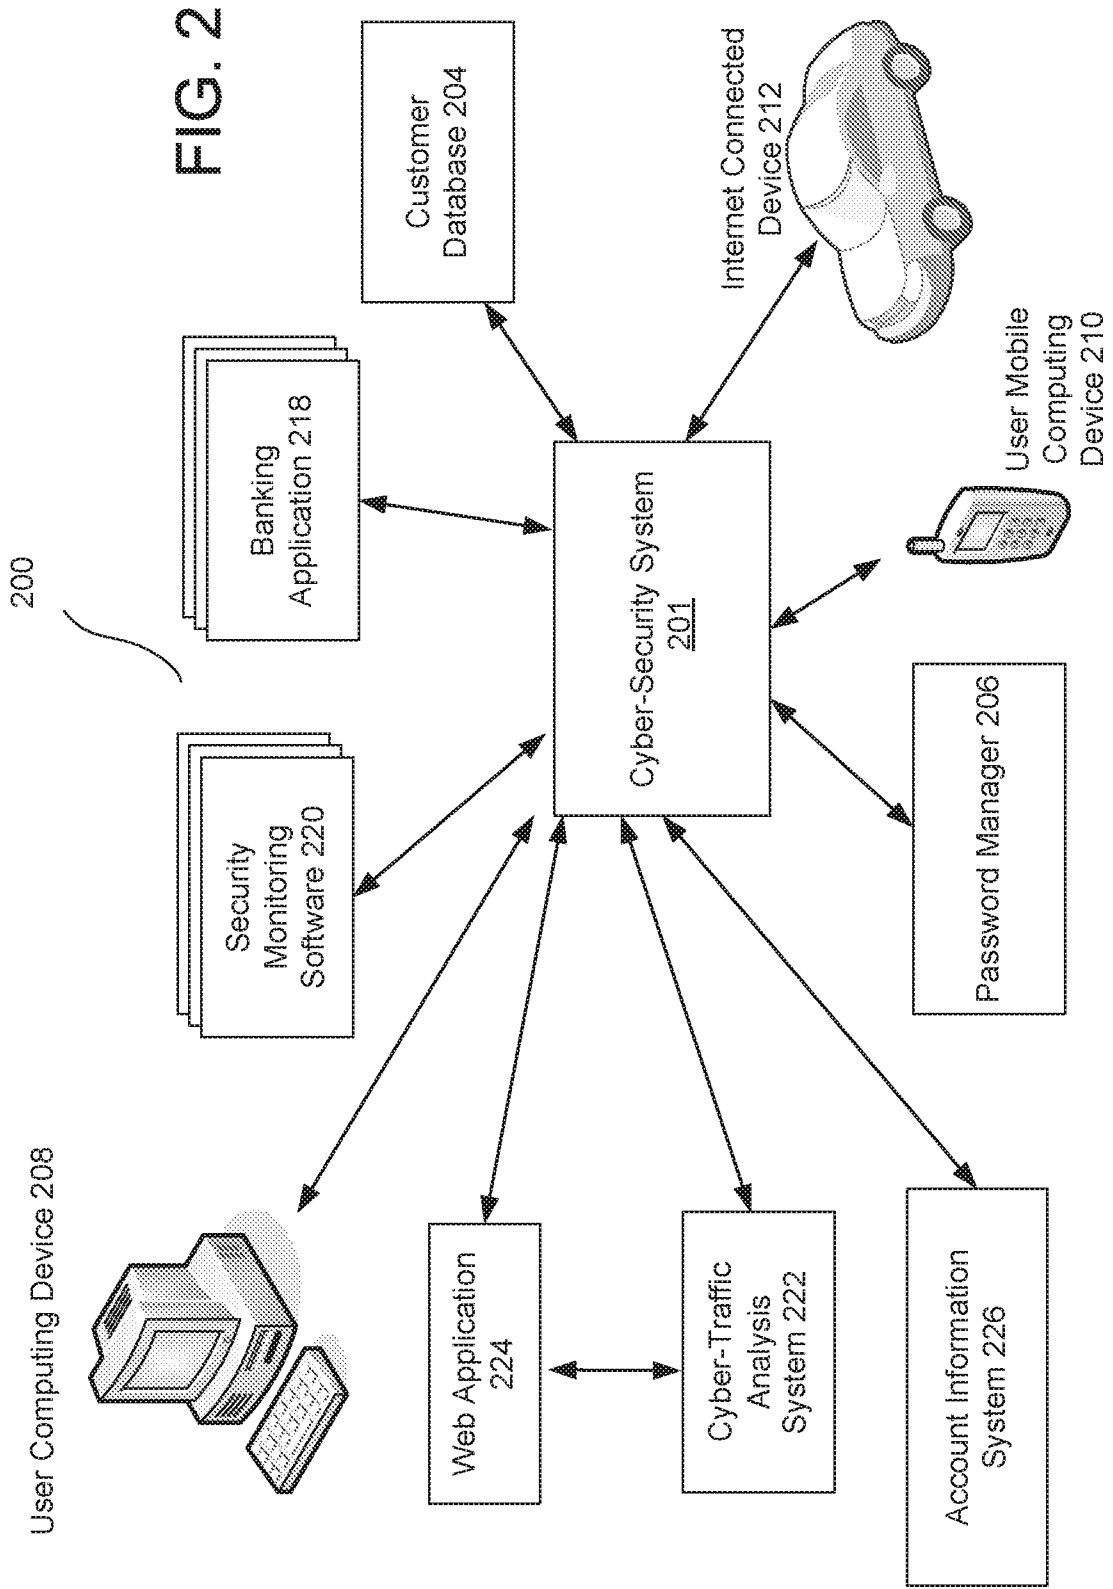 FIG. 2
200
User Computing Device 208
Security
Monitoring
Software 220
Banking
Application 218
Customer
Database 204
Web Application
224
Cyber-Security System
201
Internet Connected
Device 212
Cyber-Traffic
Analysis
System 222
Account Information
System 226
Password Manager 206
User Mobile
Computing
Device 210